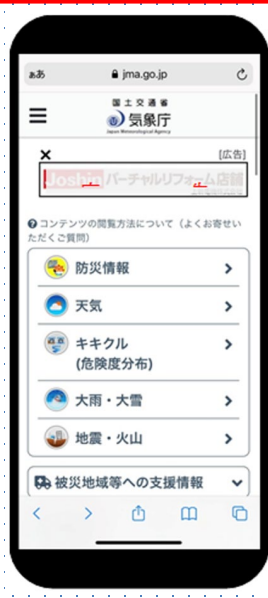 ぁあ jma.go.jp
国土交通省
気象庁
Japan Meteorological Agency
× [広告]
Joshin バーチャルリフォーム店舗
? コンテンツの閲覧方法について（よくお寄せい
ただくご質問）
防災情報
天気
キキクル
(危険度分布)
大雨・大雪
地震・火山
被災地域等への支援情報